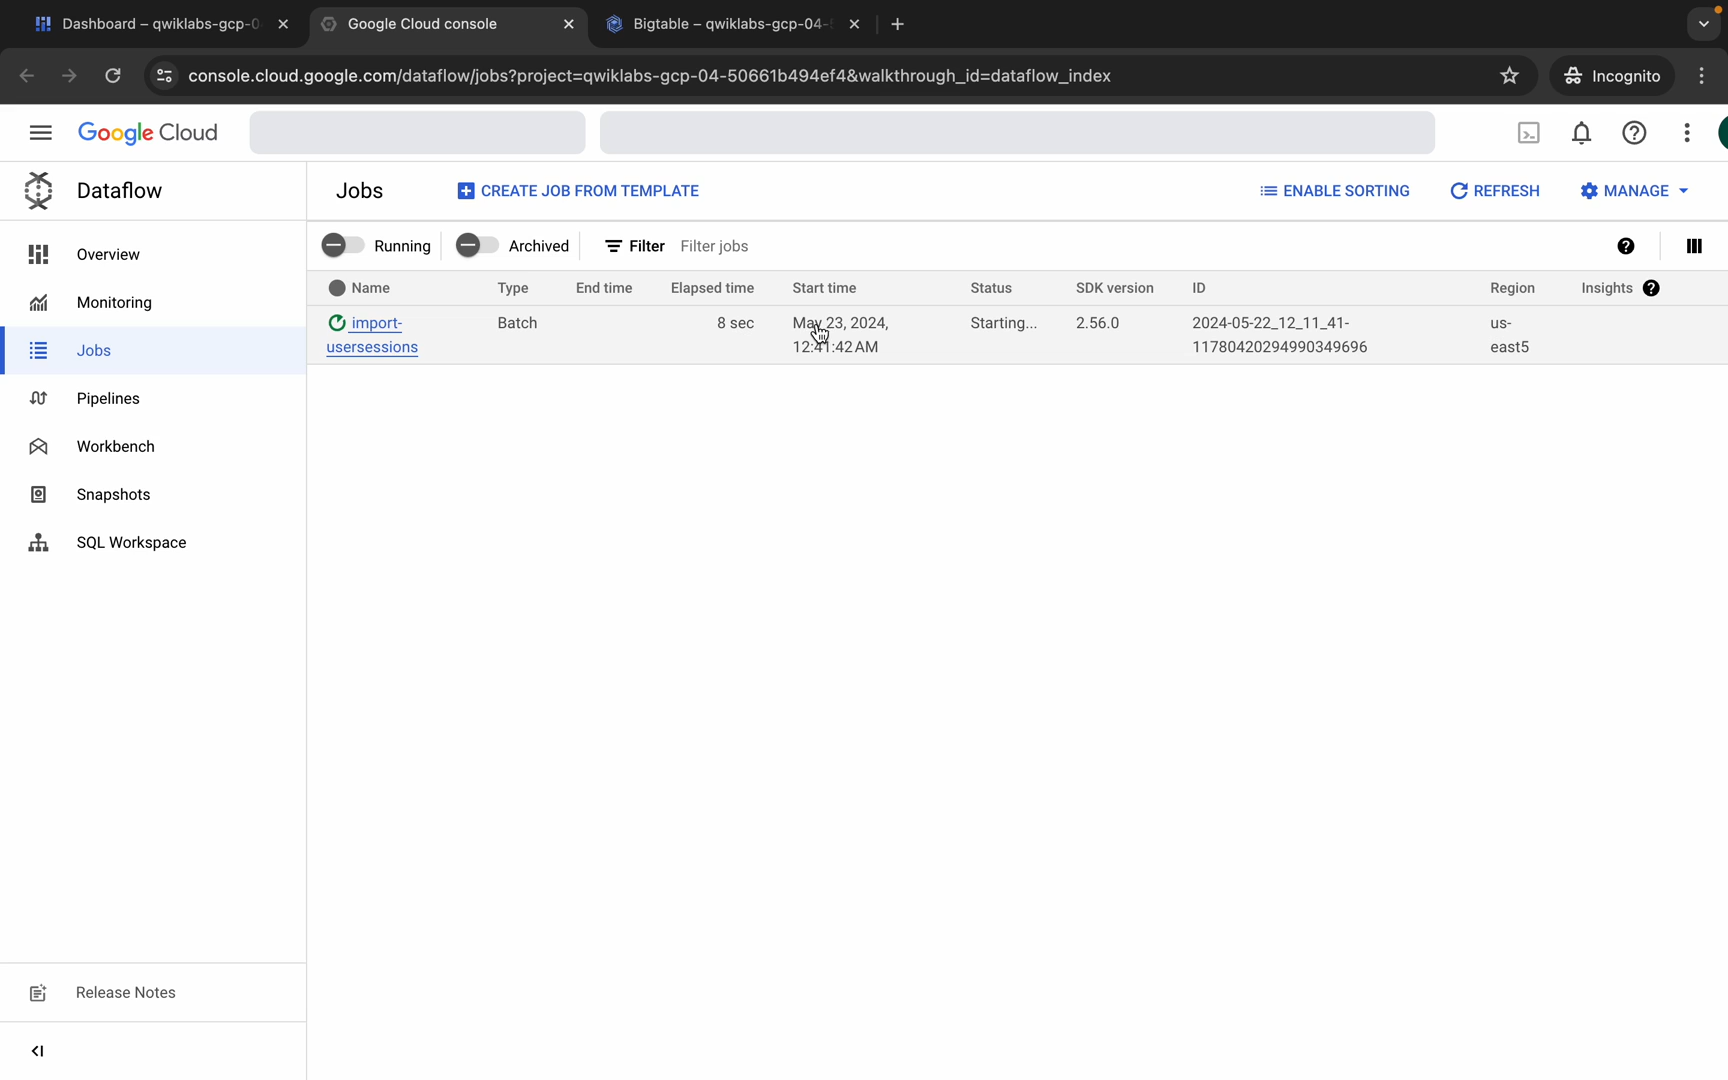 Dashboard – qwiklabs-gcp-0
Google Cloud console
Bigtable – qwiklabs-gcp-04-
console.cloud.google.com/dataflow/jobs?project=qwiklabs-gcp-04-50661b494ef4&walkthrough_id=dataflow_index
Incognito
Google Cloud
Dataflow
Jobs
CREATE JOB FROM TEMPLATE
ENABLE SORTING
REFRESH
MANAGE
Overview
Monitoring
Jobs
Pipelines
Workbench
Snapshots
SQL Workspace
Release Notes
Running
Archived
Filter
Filter jobs
Name Type End time Elapsed time Start time Status SDK version ID Region Insights
import- Batch 8 sec May 23, 2024, Starting... 2.56.0 2024-05-22_12_11_41- us-
usersessions 12:41:42 AM 11780420294990349696 east5